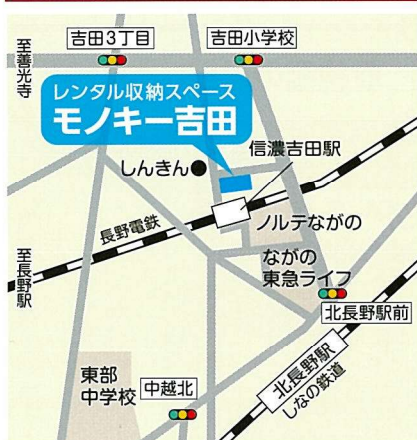 吉田3丁目
吉田小学校
至善光寺
レンタル収納スペース
モノキー吉田
信濃吉田駅
しんきん
長野電鉄
ノルテながの
至長野駅
ながの
東急ライフ
北長野駅前
北長野駅
しなの鉄道
東部
中学校
中越北